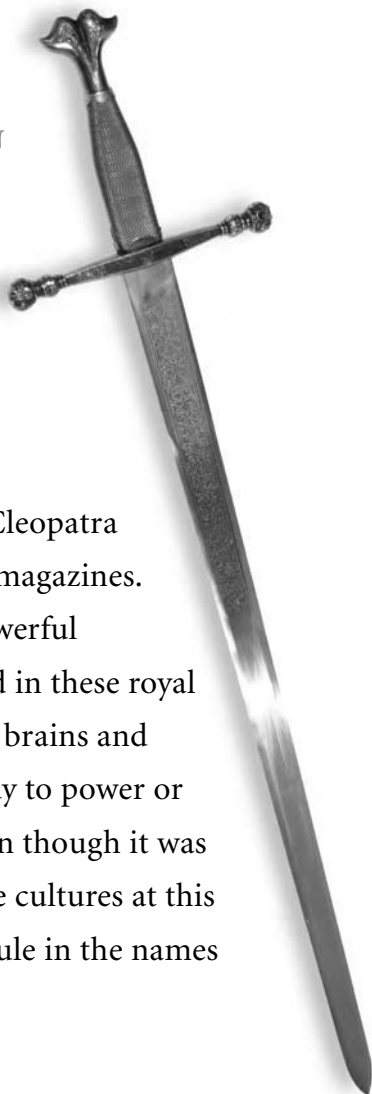 Cleopatra
magazines.
werful
d in these royal
brains and
y to power or
n though it was
e cultures at this
ule in the names